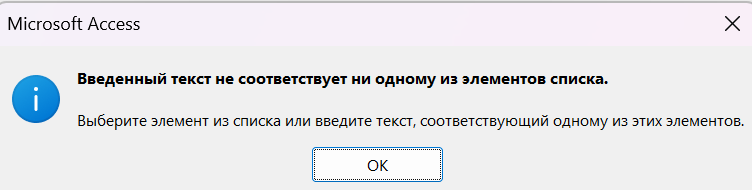 Microsoft Access
Введенный текст не соответствует ни одному из элементов списка.
Выберите элемент из списка или введите текст, соответствующий одному из этих элементов.
OK